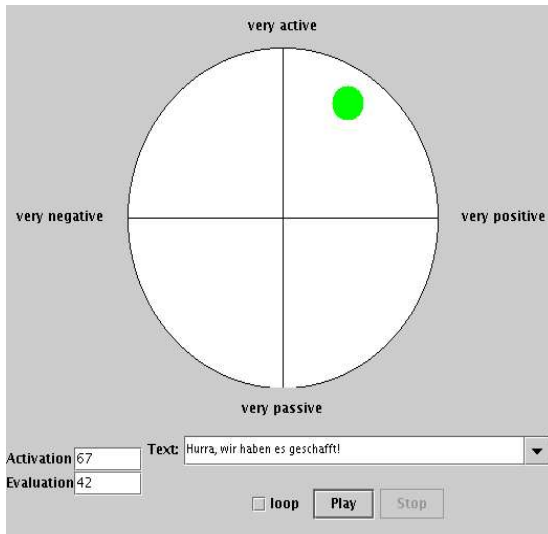 very active
very negative
very positive
very passive
Activation 67
Text: Hurra, wir haben es geschafft!
Evaluation 42
loop Play Stop